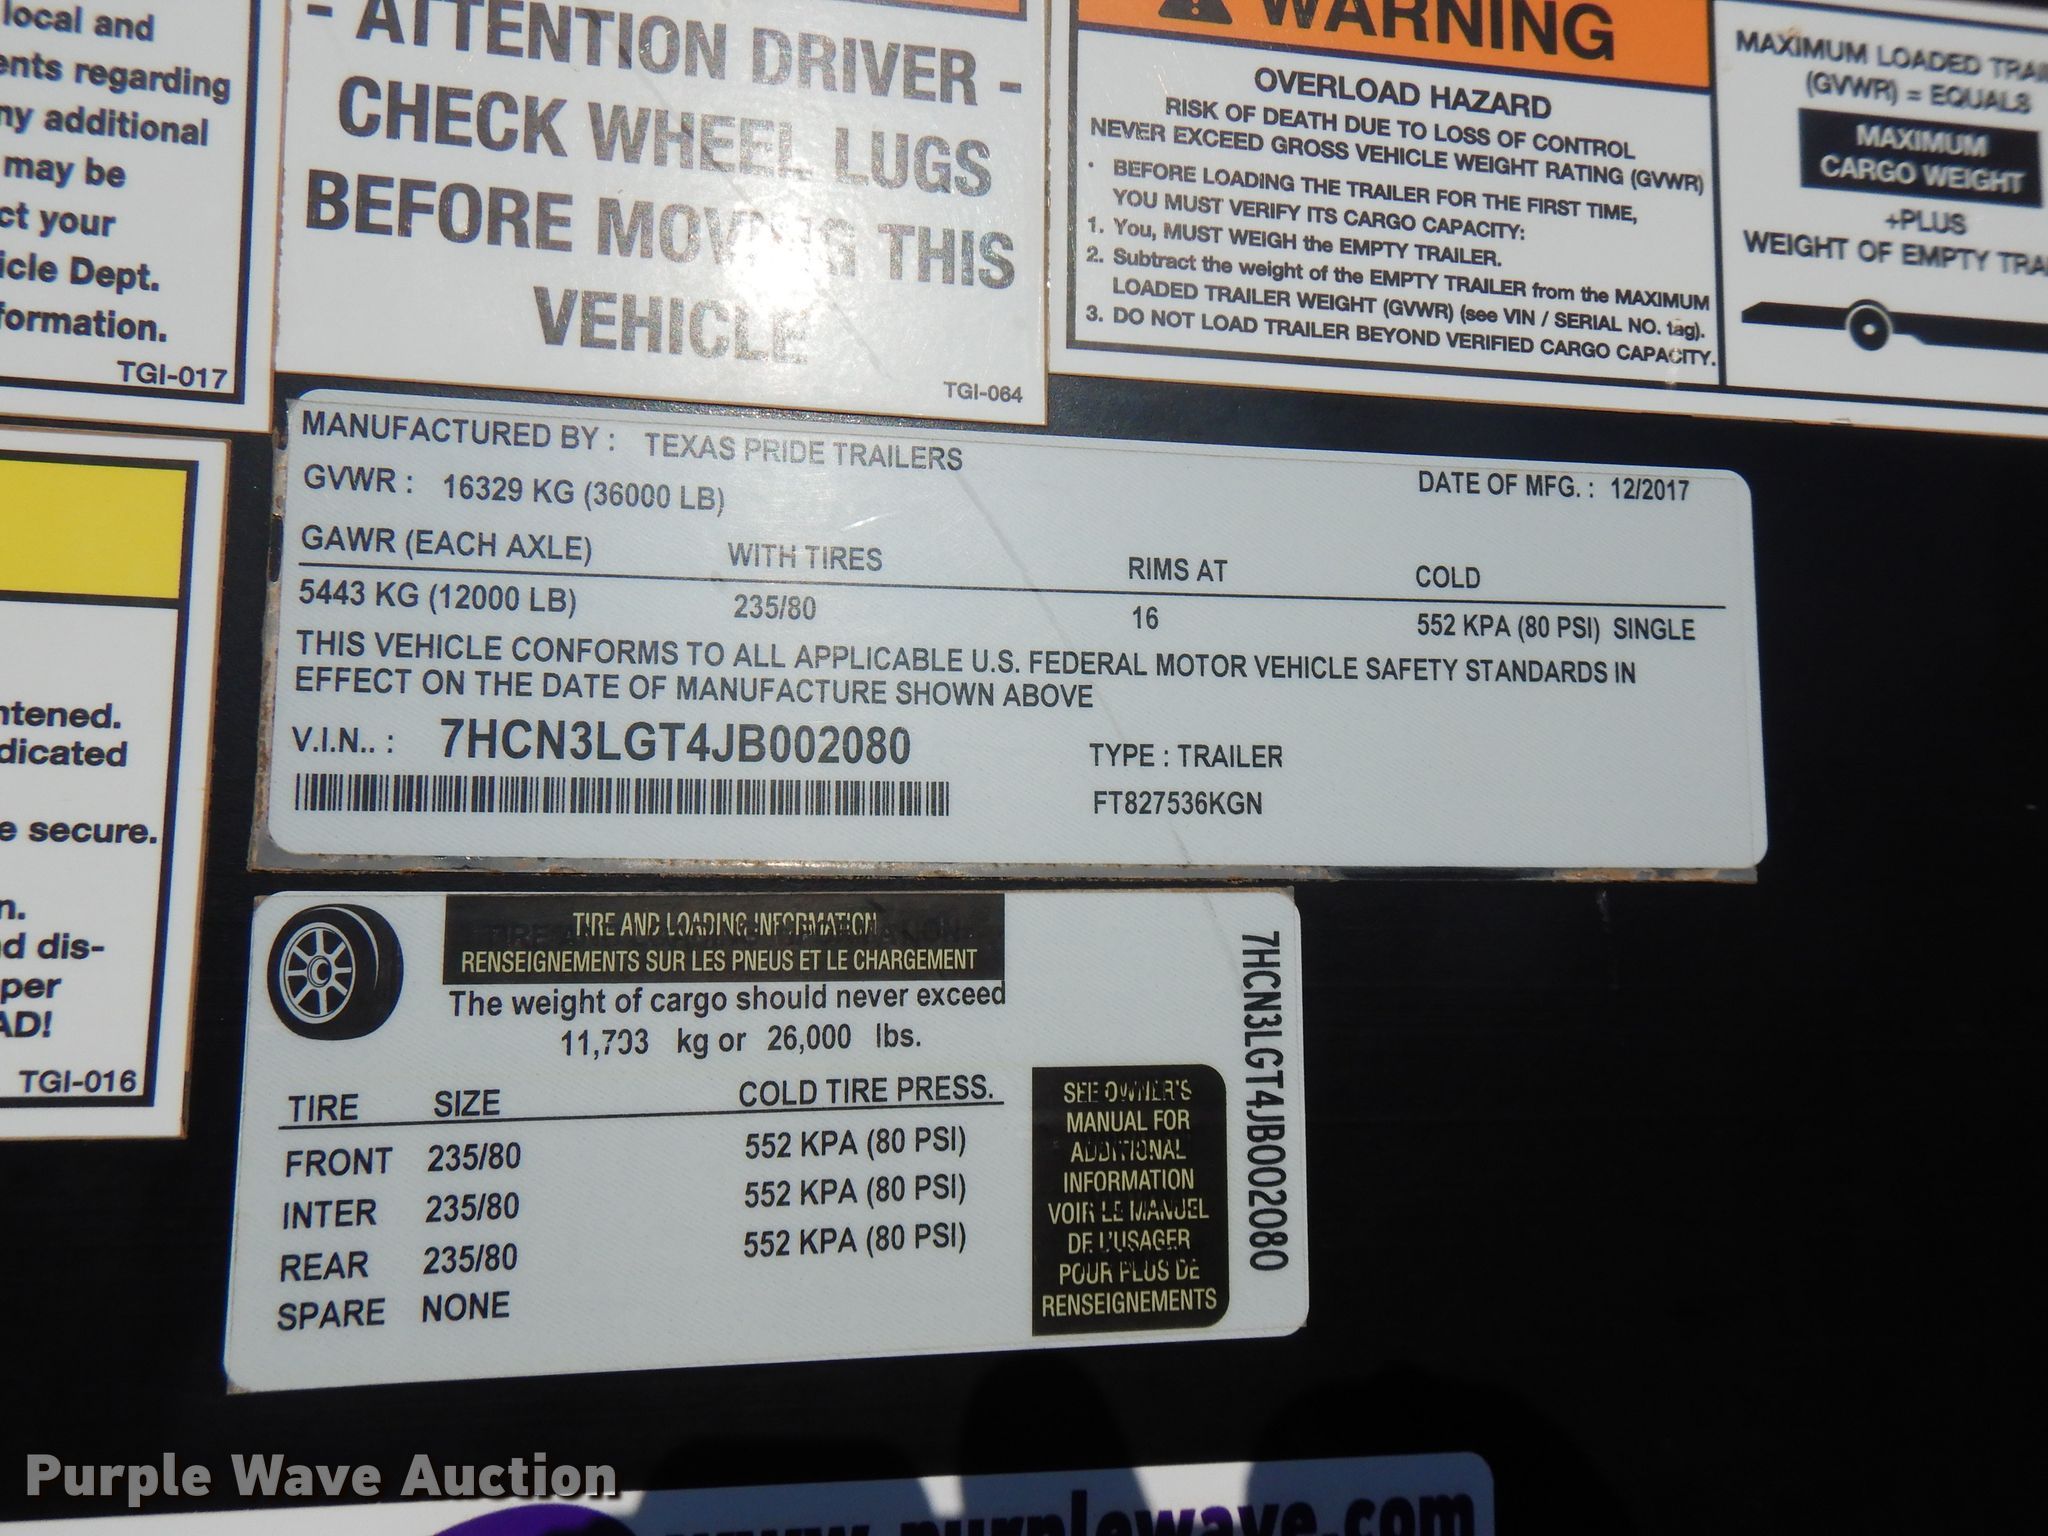 local and
ents regarding
ny additional
may be
ct your
icle Dept.
formation.
TGI-017
- ATTENTION DRIVER -
CHECK WHEEL LUGS
BEFORE MOVING THIS
VEHICLE
TGI-064
WARNING
OVERLOAD HAZARD
RISK OF DEATH DUE TO LOSS OF CONTROL
NEVER EXCEED GROSS VEHICLE WEIGHT RATING (GVWR)
· BEFORE LOADING THE TRAILER FOR THE FIRST TIME,
YOU MUST VERIFY ITS CARGO CAPACITY:
1. You, MUST WEIGH the EMPTY TRAILER.
2. Subtract the weight of the EMPTY TRAILER from the MAXIMUM
LOADED TRAILER WEIGHT (GVWR) (see VIN / SERIAL NO. tag).
3. DO NOT LOAD TRAILER BEYOND VERIFIED CARGO CAPACITY.
MAXIMUM LOADED TRAI
(GVWR) = EQUALS
MAXIMUM
CARGO WEIGHT
+PLUS
WEIGHT OF EMPTY TRA
MANUFACTURED BY : TEXAS PRIDE TRAILERS
GVWR : 16329 KG (36000 LB) DATE OF MFG. : 12/2017
GAWR (EACH AXLE) WITH TIRES RIMS AT COLD
5443 KG (12000 LB) 235/80 16 552 KPA (80 PSI) SINGLE
THIS VEHICLE CONFORMS TO ALL APPLICABLE U.S. FEDERAL MOTOR VEHICLE SAFETY STANDARDS IN
EFFECT ON THE DATE OF MANUFACTURE SHOWN ABOVE
V.I.N.. : 7HCN3LGT4JB002080 TYPE : TRAILER
FT827536KGN
ntened.
dicated
e secure.
n.
d dis-
per
AD!
TGI-016
TIRE AND LOADING INFORMATION
RENSEIGNEMENTS SUR LES PNEUS ET LE CHARGEMENT
The weight of cargo should never exceed
11,793 kg or 26,000 lbs.
TIRE SIZE COLD TIRE PRESS.
FRONT 235/80 552 KPA (80 PSI)
INTER 235/80 552 KPA (80 PSI)
REAR 235/80 552 KPA (80 PSI)
SPARE NONE
SEE OWNER'S
MANUAL FOR
ADDITIONAL
INFORMATION
VOIR LE MANUEL
DE L'USAGER
POUR PLUS DE
RENSEIGNEMENTS
7HCN3LGT4JB002080
Purple Wave Auction
www.purplewave.com